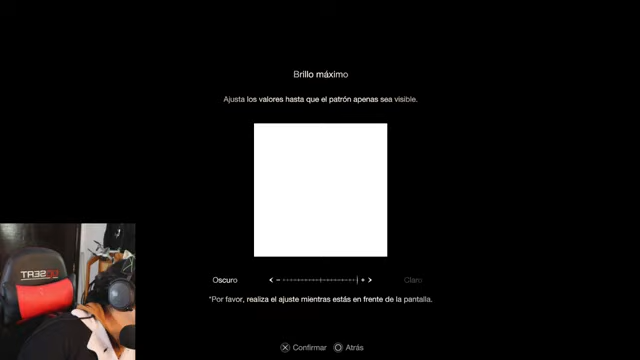 Brillo máximo
Ajusta los valores hasta que el patrón apenas sea visible.
Oscuro
Claro
*Por favor, realiza el ajuste mientras estás en frente de la pantalla.
Confirmar
Atrás